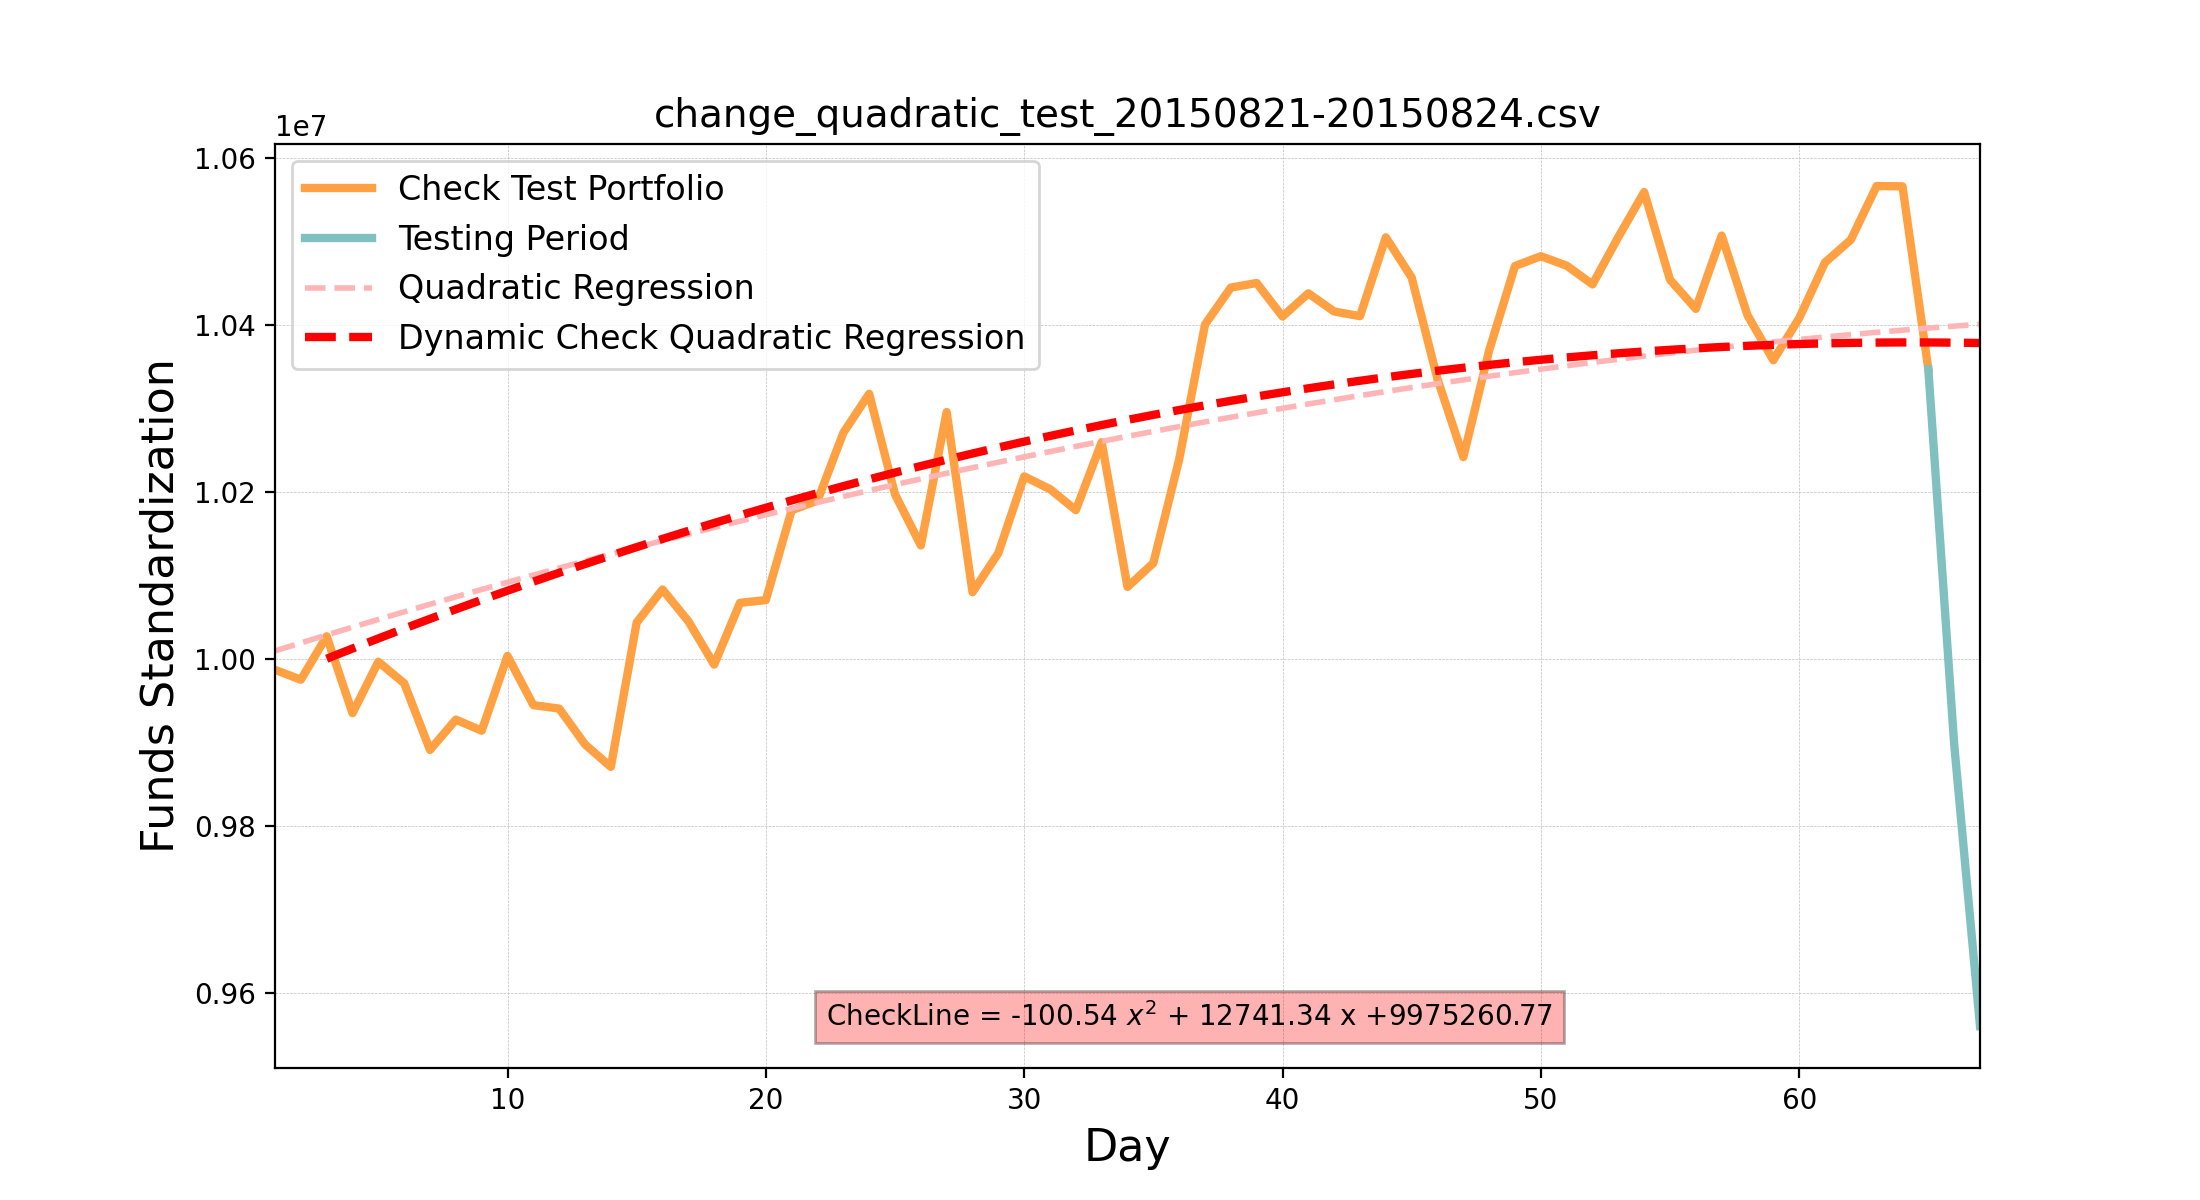 change_quadratic_test_20150821-20150824.csv
1e7
1.06
1.04
1.02
1.00
0.98
0.96
Funds Standardization
Check Test Portfolio
Testing Period
Quadratic Regression
Dynamic Check Quadratic Regression
CheckLine = -100.54 x² + 12741.34 x +9975260.77
10 20 30 40 50 60
Day